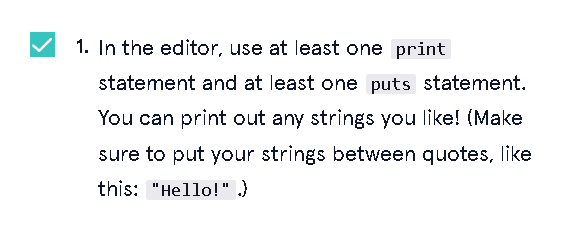 1. In the editor, use at least one print
statement and at least one puts statement.
You can print out any strings you like! (Make
sure to put your strings between quotes, like
this: "Hello!".)